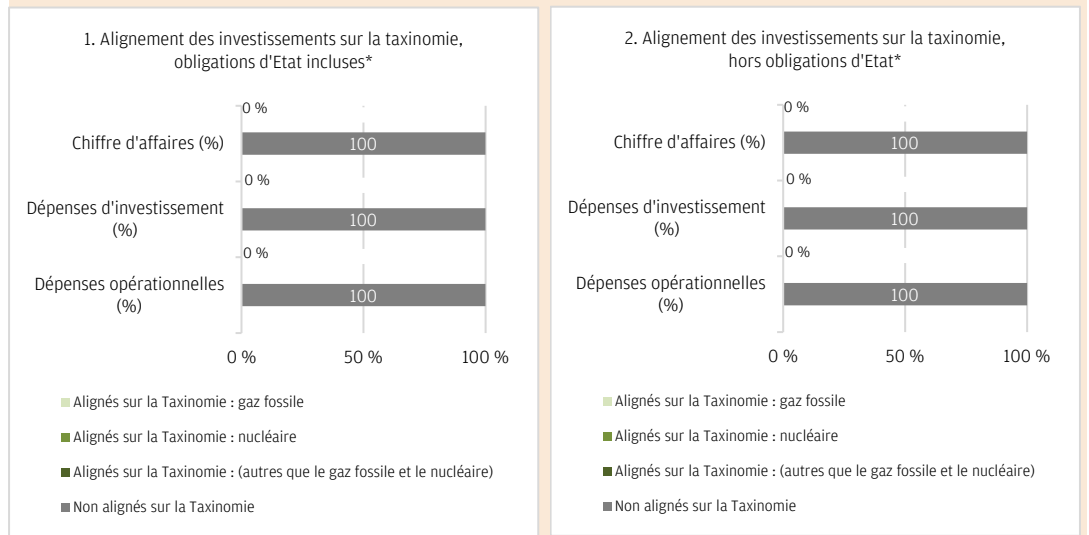 1. Alignement des investissements sur la taxinomie,
obligations d'Etat incluses*
0 %
Chiffre d'affaires (%)
100
0 %
Dépenses d'investissement
(%)
100
0 %
Dépenses opérationnelles
(%)
100
0 %
50 %
100 %
Alignés sur la Taxinomie : gaz fossile
Alignés sur la Taxinomie : nucléaire
Alignés sur la Taxinomie : (autres que le gaz fossile et le nucléaire)
Non alignés sur la Taxinomie
2. Alignement des investissements sur la taxinomie,
hors obligations d'Etat*
0 %
Chiffre d'affaires (%)
100
0 %
Dépenses d'investissement
(%)
100
0 %
Dépenses opérationnelles
(%)
100
0 %
50 %
100 %
Alignés sur la Taxinomie : gaz fossile
Alignés sur la Taxinomie : nucléaire
Alignés sur la Taxinomie : (autres que le gaz fossile et le nucléaire)
Non alignés sur la Taxinomie